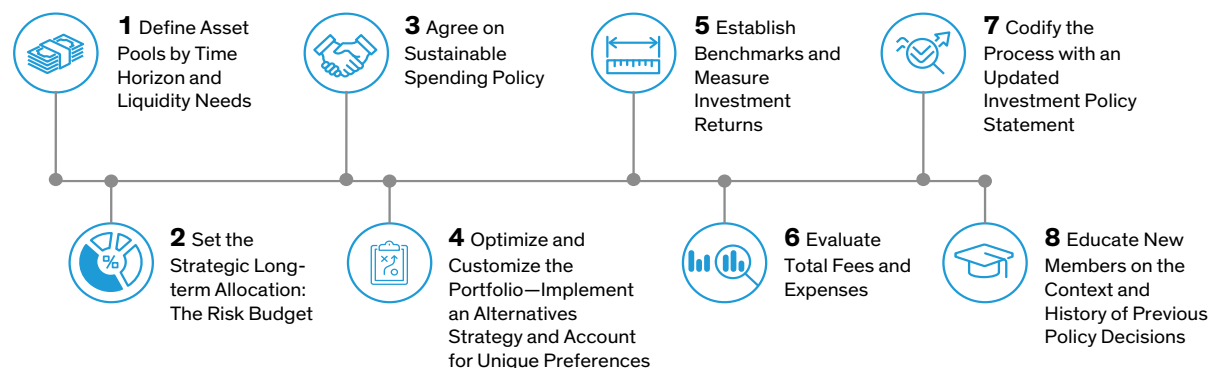 1 Define Asset
Pools by Time
Horizon and
Liquidity Needs
2 Set the
Strategic Long-
term Allocation:
The Risk Budget
%
3 Agree on
Sustainable
Spending Policy
4 Optimize and
Customize the
Portfolio—Implement
an Alternatives
Strategy and Account
for Unique Preferences
5 Establish
Benchmarks and
Measure
Investment
Returns
6 Evaluate
Total Fees and
Expenses
7 Codify the
Process with an
Updated
Investment Policy
Statement
8 Educate New
Members on the
Context and
History of Previous
Policy Decisions